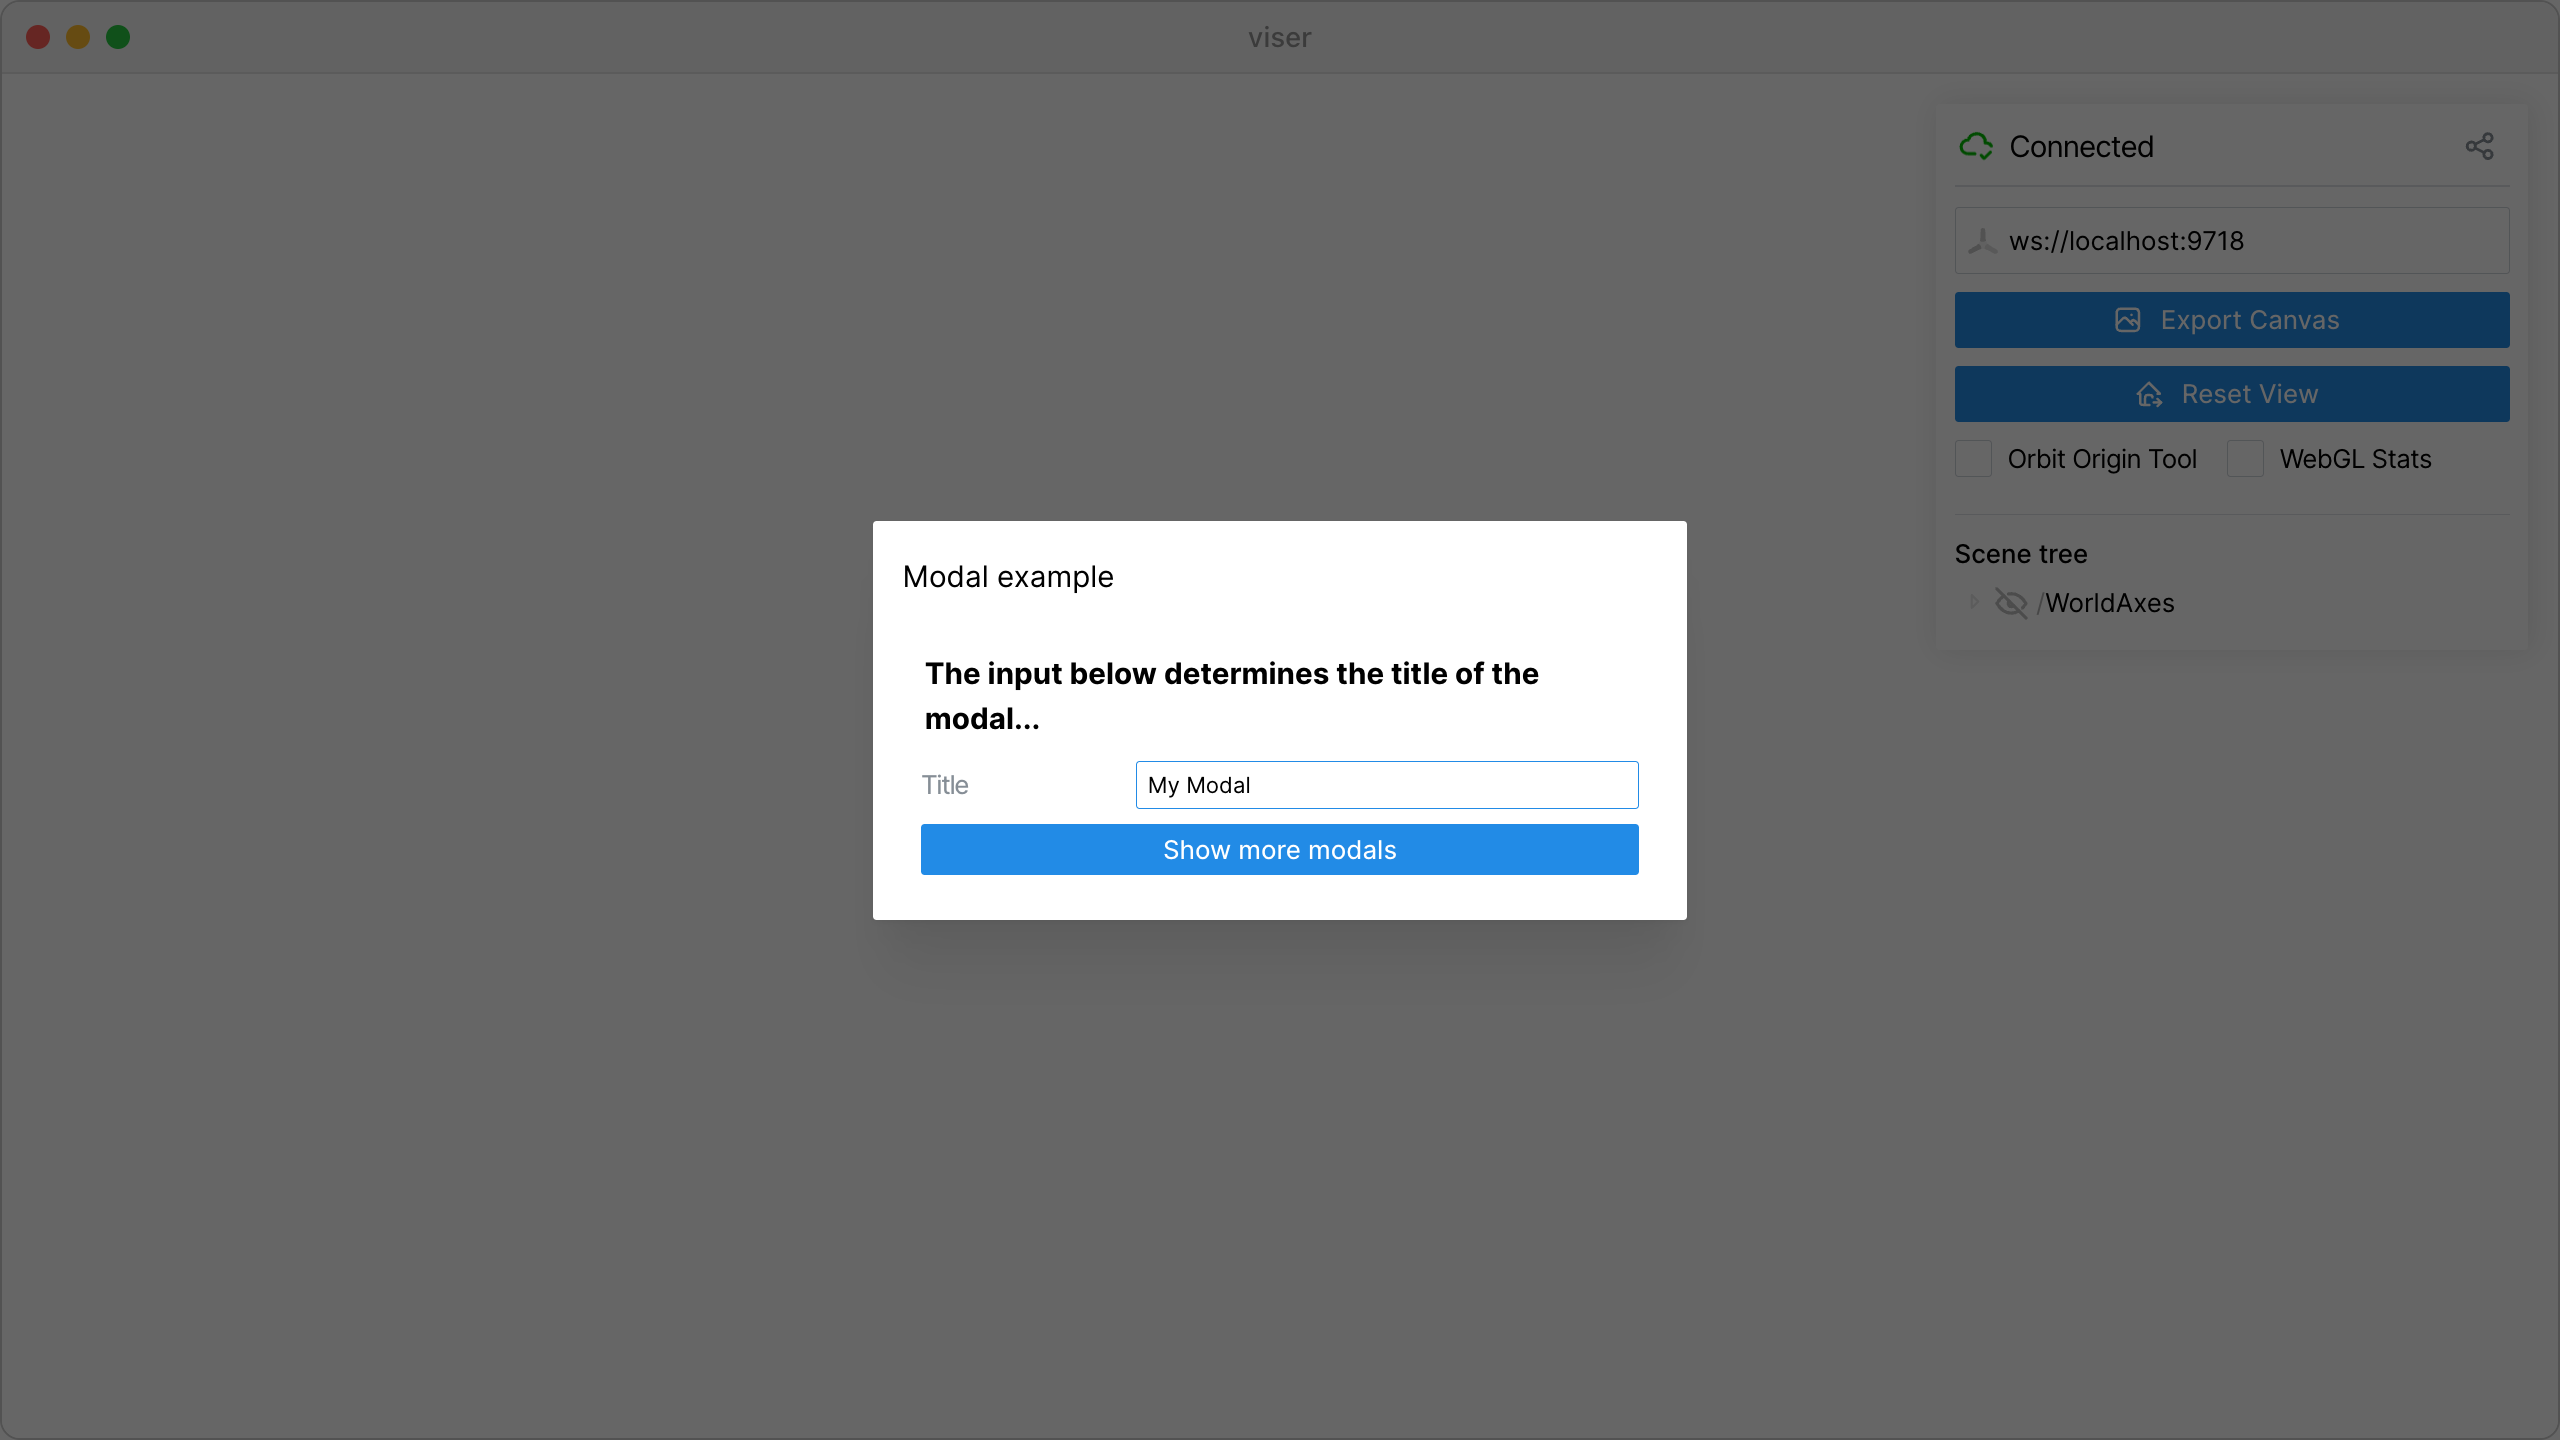 viser
Connected
ws://localhost:9718
Export Canvas
Reset View
Orbit Origin Tool WebGL Stats
Scene tree
/WorldAxes
Modal example
The input below determines the title of the
modal...
Title My Modal
Show more modals